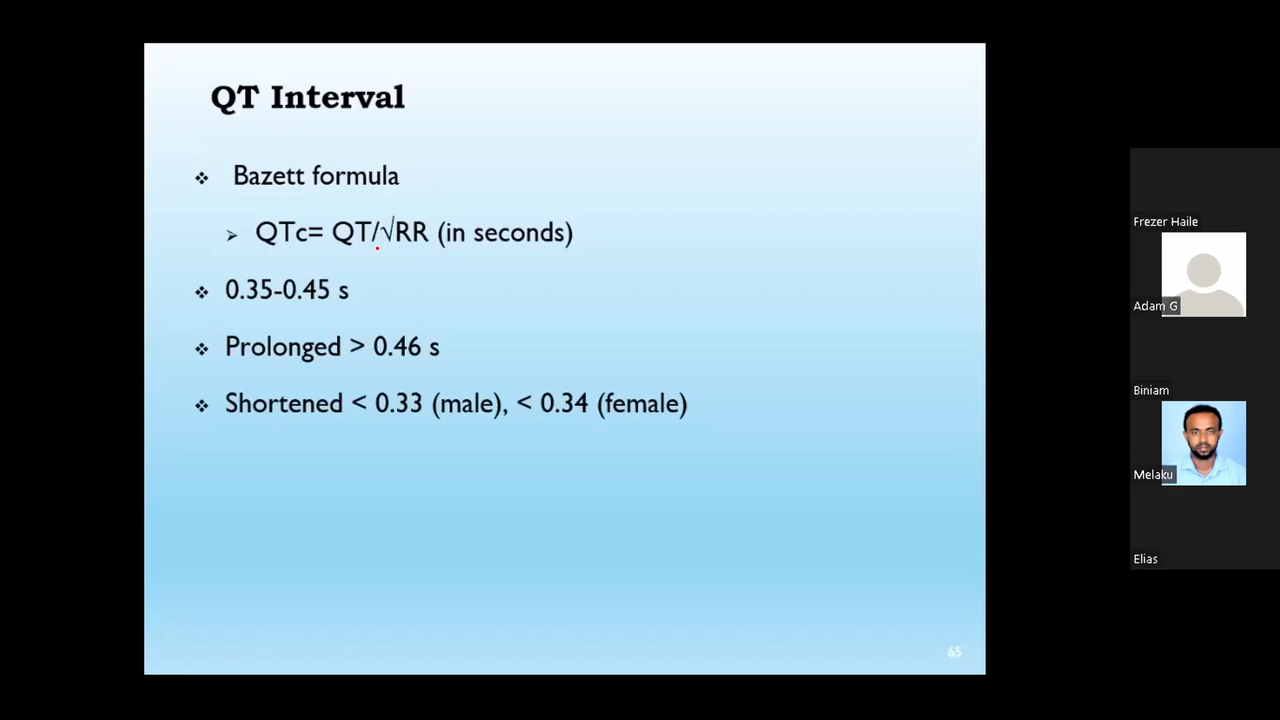 QT Interval
❖ Bazett formula
➢ QTc= QT/√RR (in seconds)
❖ 0.35-0.45 s
❖ Prolonged > 0.46 s
❖ Shortened < 0.33 (male), < 0.34 (female)
65
Frezer Haile
Adam G
Biniam
Melaku
Elias